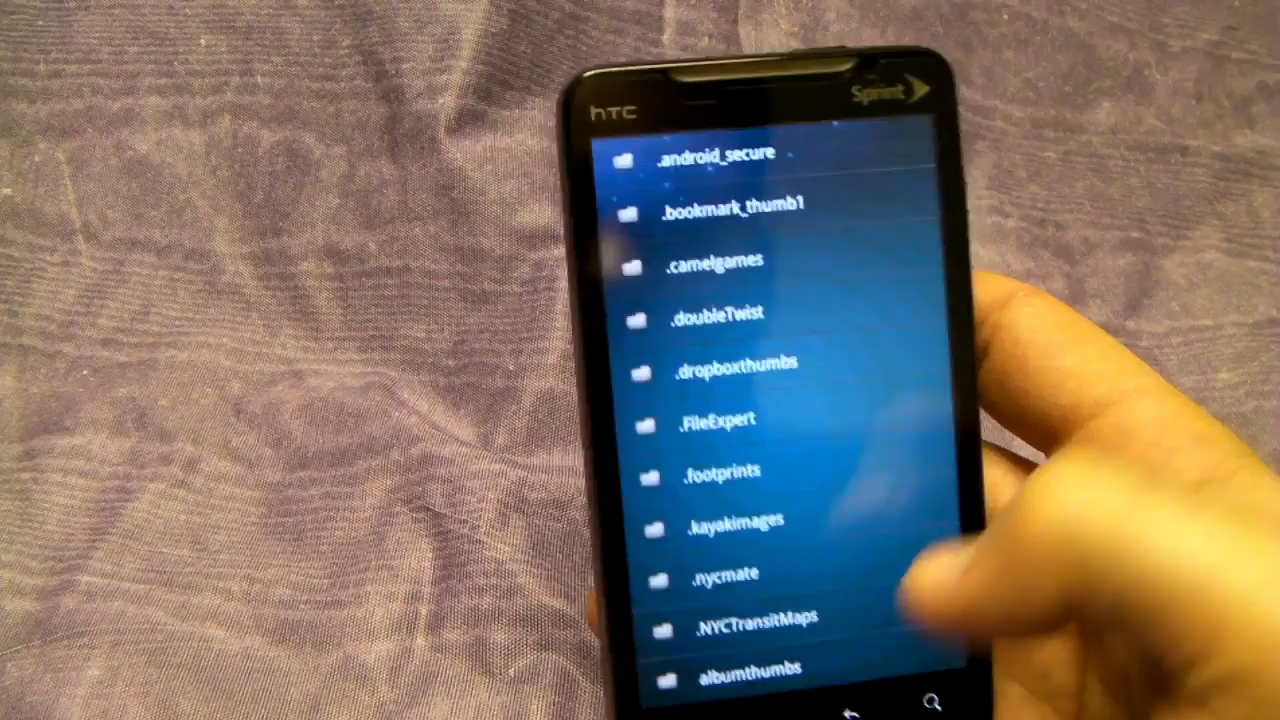 hTC
Sprint
.android_secure
.bookmark_thumb1
.camelgames
.doubleTwist
.dropboxthumbs
.FileExpert
.footprints
.kayakimages
.nycmate
.NYCTransitMaps
albumthumbs